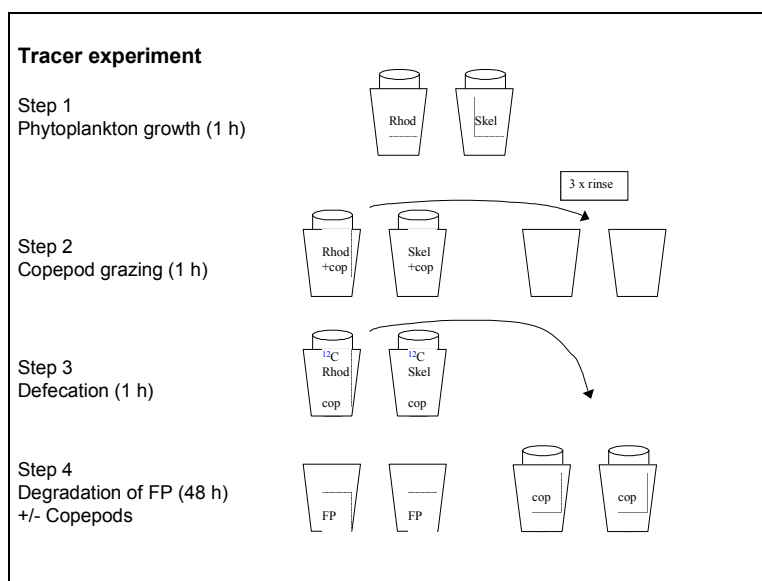 Tracer experiment
Step 1
Phytoplankton growth (1 h)
Rhod
Skel
3 x rinse
Step 2
Copepod grazing (1 h)
Rhod
+cop
Skel
+cop
Step 3
Defecation (1 h)
¹²C
Rhod
cop
¹²C
Skel
cop
Step 4
Degradation of FP (48 h)
+/- Copepods
FP
FP
cop
cop